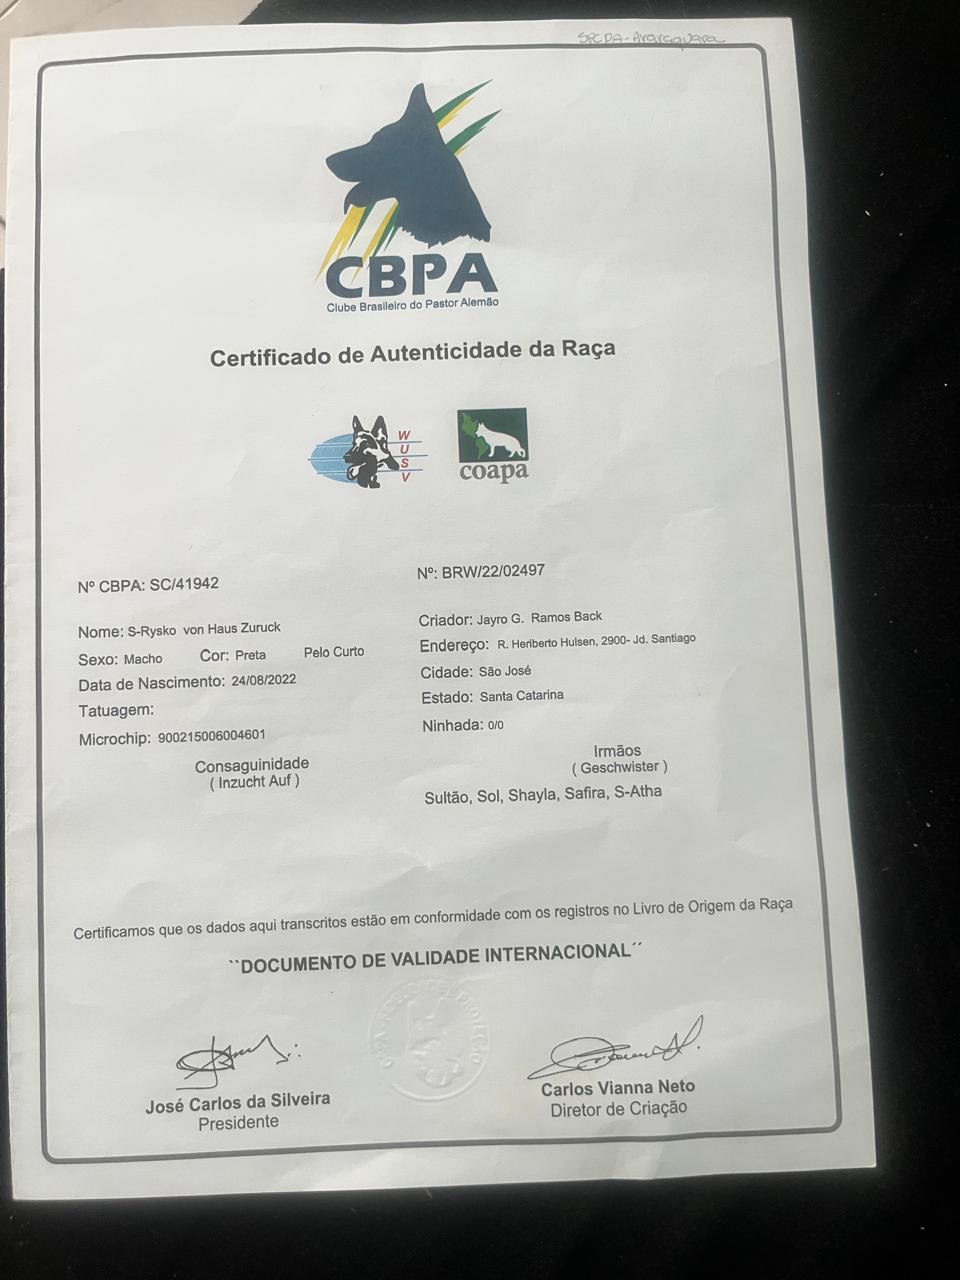 SPCPA-Araraquara
CBPA
Clube Brasileiro do Pastor Alemão
Certificado de Autenticidade da Raça
WUSV
coapa
Nº CBPA: SC/41942
Nº: BRW/22/02497
Nome: S-Rysko von Haus Zuruck
Sexo: Macho Cor: Preta Pelo Curto
Data de Nascimento: 24/08/2022
Tatuagem:
Microchip: 900215006004601
Consaguinidade
( Inzucht Auf )
Criador: Jayro G. Ramos Back
Endereço: R. Heriberto Hulsen, 2900- Jd. Santiago
Cidade: São José
Estado: Santa Catarina
Ninhada: 0/0
Irmãos
( Geschwister )
Sultão, Sol, Shayla, Safira, S-Atha
Certificamos que os dados aqui transcritos estão em conformidade com os registros no Livro de Origem da Raça
``DOCUMENTO DE VALIDADE INTERNACIONAL´´
José Carlos da Silveira
Presidente
Carlos Vianna Neto
Diretor de Criação